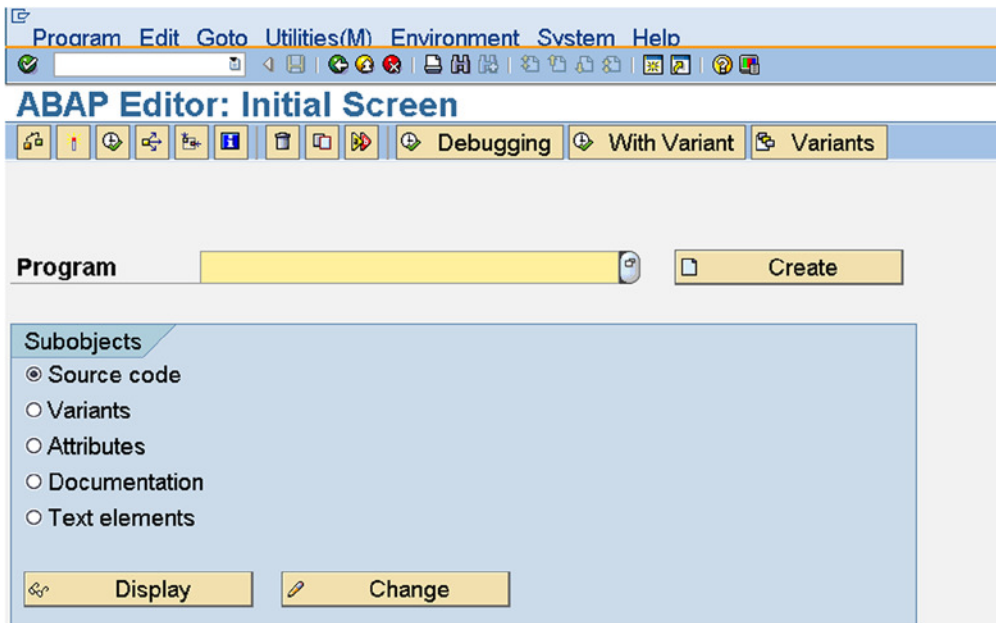 Program Edit Goto Utilities(M) Environment System Help
ABAP Editor: Initial Screen
Debugging With Variant Variants
Program Create
Subobjects
Source code
Variants
Attributes
Documentation
Text elements
Display Change